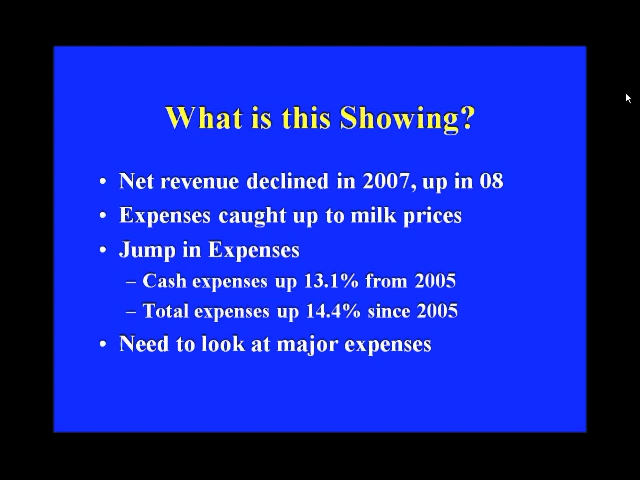 What is this Showing?
• Net revenue declined in 2007, up in 08
• Expenses caught up to milk prices
• Jump in Expenses
– Cash expenses up 13.1% from 2005
– Total expenses up 14.4% since 2005
• Need to look at major expenses